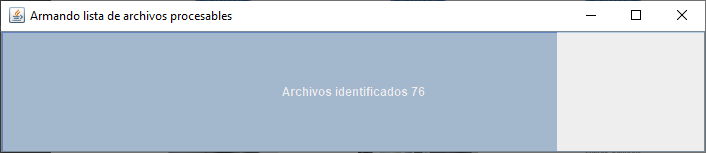 Armando lista de archivos procesables
Archivos identificados 76